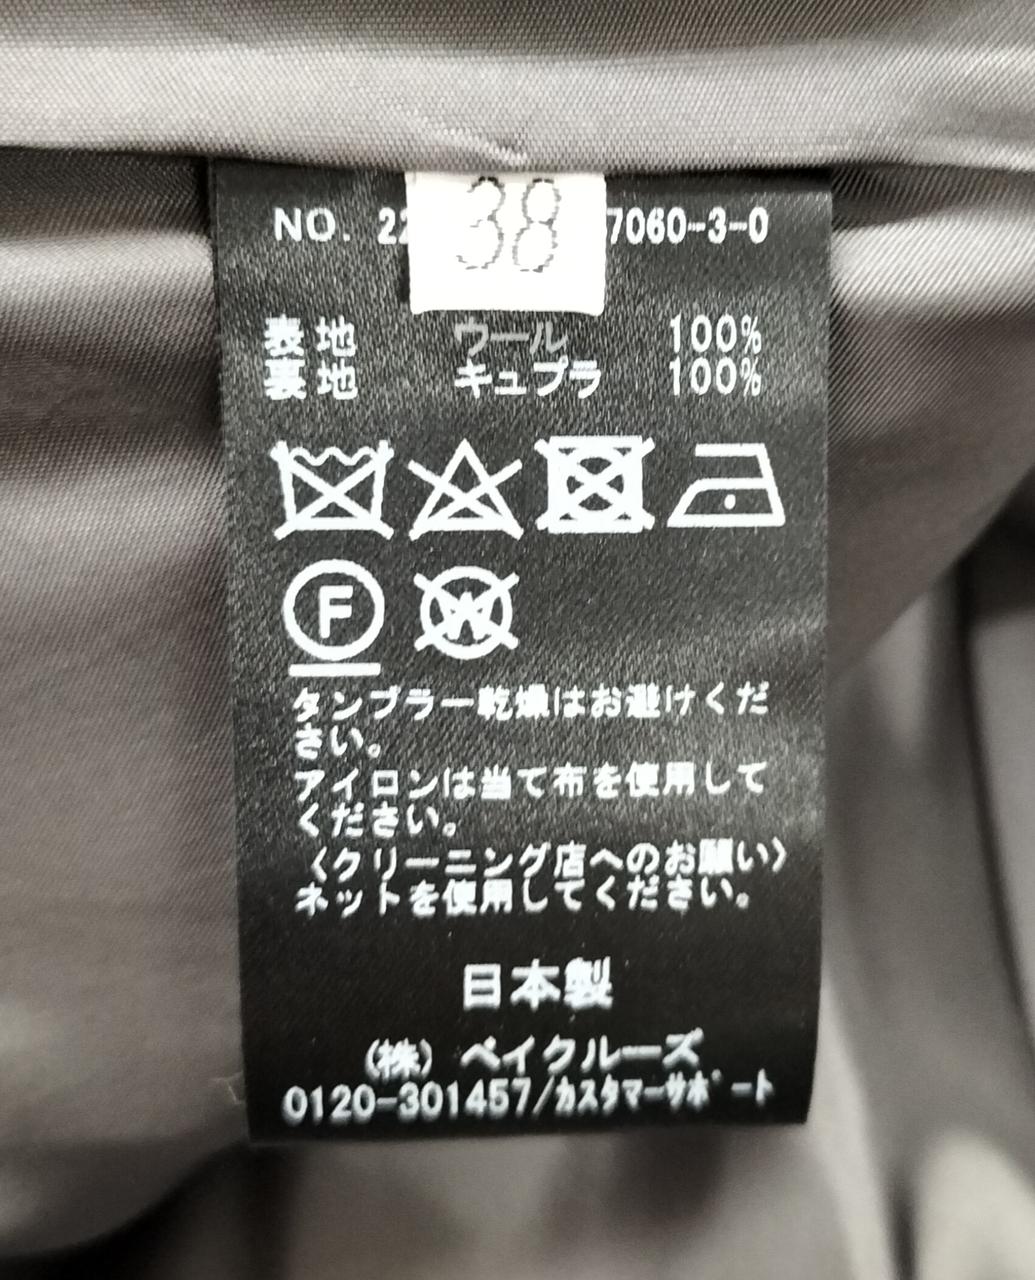 38
NO. 22 7060-3-0
表地 ウール 100%
裏地 キュプラ 100%
F W
タンブラー乾燥はお避けくだ
さい。
アイロンは当て布を使用して
ください。
〈クリーニング店へのお願い〉
ネットを使用してください。
日本製
(株) ベイクルーズ
0120-301457/カスタマーサポート